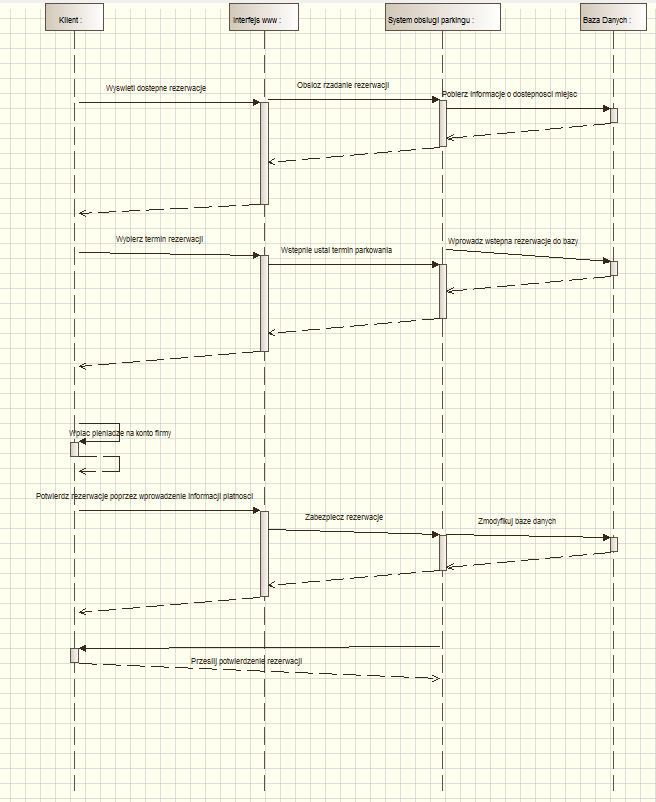 Klient :
Interfejs www :
System obslugi parkingu :
Baza Danych :
Wyswietl dostepne rezerwacje
Obsloz rzadanie rezerwacji
Pobierz informacje o dostepnosci miejsc
Wybierz termin rezerwacji
Wstepnie ustal termin parkowania
Wprowadz wstepna rezerwacje do bazy
Wplac pieniadze na konto firmy
Potwierdz rezerwacje poprzez wprowadzenie informacji platnosci
Zabezpiecz rezerwacje
Zmodyfikuj baze danych
Przeslij potwierdzenie rezerwacji